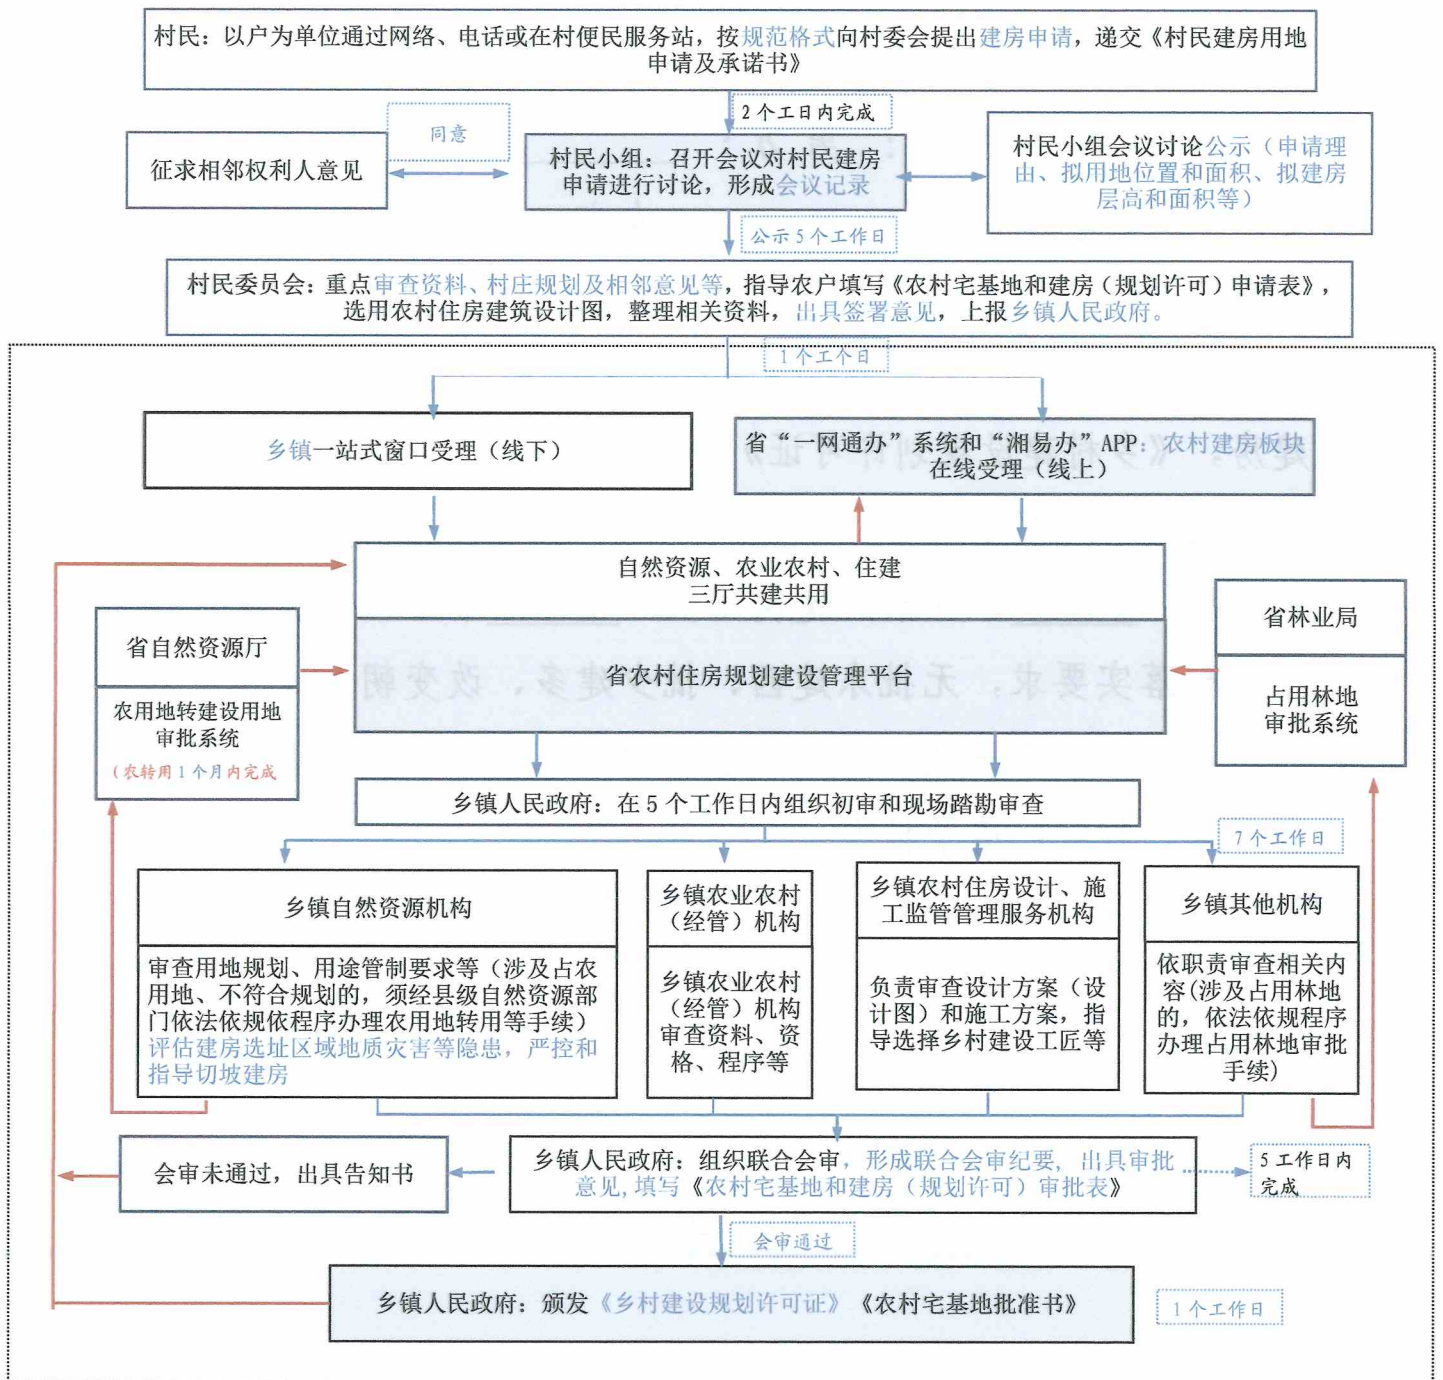 村民：以户为单位通过网络、电话或在村便民服务站，按规范格式向村委会提出建房申请，递交《村民建房用地
申请及承诺书》
2个工日内完成
同意
征求相邻权利人意见
村民小组：召开会议对村民建房
申请进行讨论，形成会议记录
村民小组会议讨论公示（申请理
由、拟用地位置和面积、拟建房
层高和面积等）
公示5个工作日
村民委员会：重点审查资料、村庄规划及相邻意见等，指导农户填写《农村宅基地和建房（规划许可）申请表》，
选用农村住房建筑设计图，整理相关资料，出具签署意见，上报乡镇人民政府。
1个工个日
乡镇一站式窗口受理（线下）
省“一网通办”系统和“湘易办”APP：农村建房板块
在线受理（线上）
自然资源、农业农村、住建
三厅共建共用
省农村住房规划建设管理平台
省自然资源厅
农用地转建设用地
审批系统
(农转用1个月内完成
省林业局
占用林地
审批系统
乡镇人民政府：在5个工作日内组织初审和现场踏勘审查
7个工作日
乡镇自然资源机构
审查用地规划、用途管制要求等（涉及占农
用地、不符合规划的，须经县级自然资源部
门依法依规依程序办理农用地转用等手续）
评估建房选址区域地质灾害等隐患，严控和
指导切坡建房
乡镇农业农村
（经管）机构
乡镇农业农村
（经管）机构
审查资料、资
格、程序等
乡镇农村住房设计、施
工监管管理服务机构
负责审查设计方案（设
计图）和施工方案，指
导选择乡村建设工匠等
乡镇其他机构
依职责审查相关内
容(涉及占用林地
的，依法依规程序
办理占用林地审批
手续)
会审未通过，出具告知书
乡镇人民政府：组织联合会审，形成联合会审纪要，出具审批
意见,填写《农村宅基地和建房（规划许可）审批表》
5工作日内
完成
会审通过
乡镇人民政府：颁发《乡村建设规划许可证》《农村宅基地批准书》
1个工作日